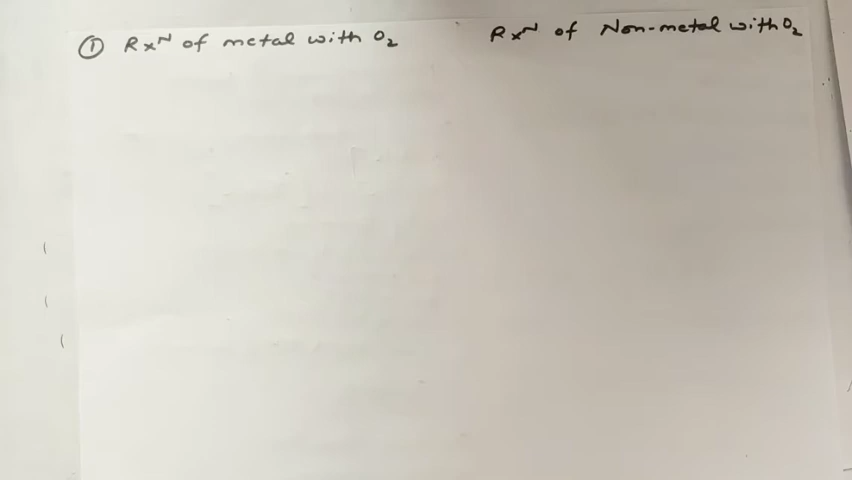 ① Rxᴺ of metal with O₂
Rxᴺ of Non-metal with O₂